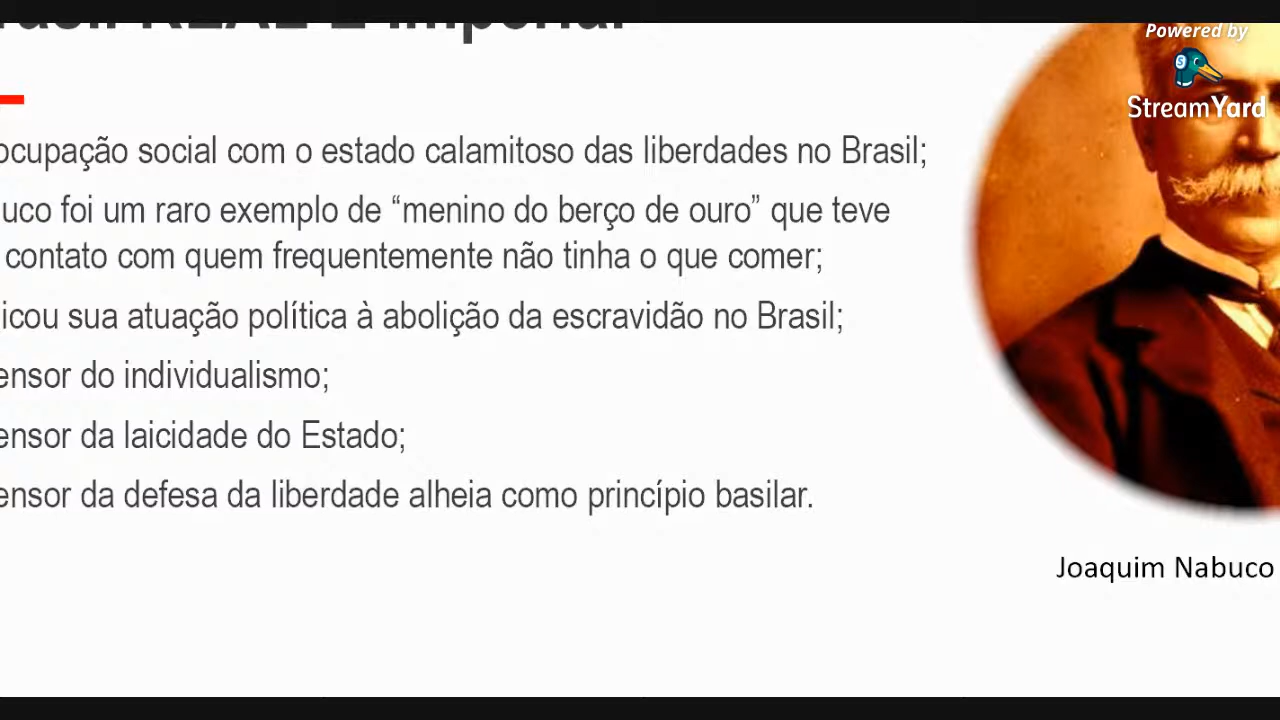 Powered by
StreamYard
ocupação social com o estado calamitoso das liberdades no Brasil;
uco foi um raro exemplo de “menino do berço de ouro” que teve
contato com quem frequentemente não tinha o que comer;
icou sua atuação política à abolição da escravidão no Brasil;
ensor do individualismo;
ensor da laicidade do Estado;
ensor da defesa da liberdade alheia como princípio basilar.
Joaquim Nabuco